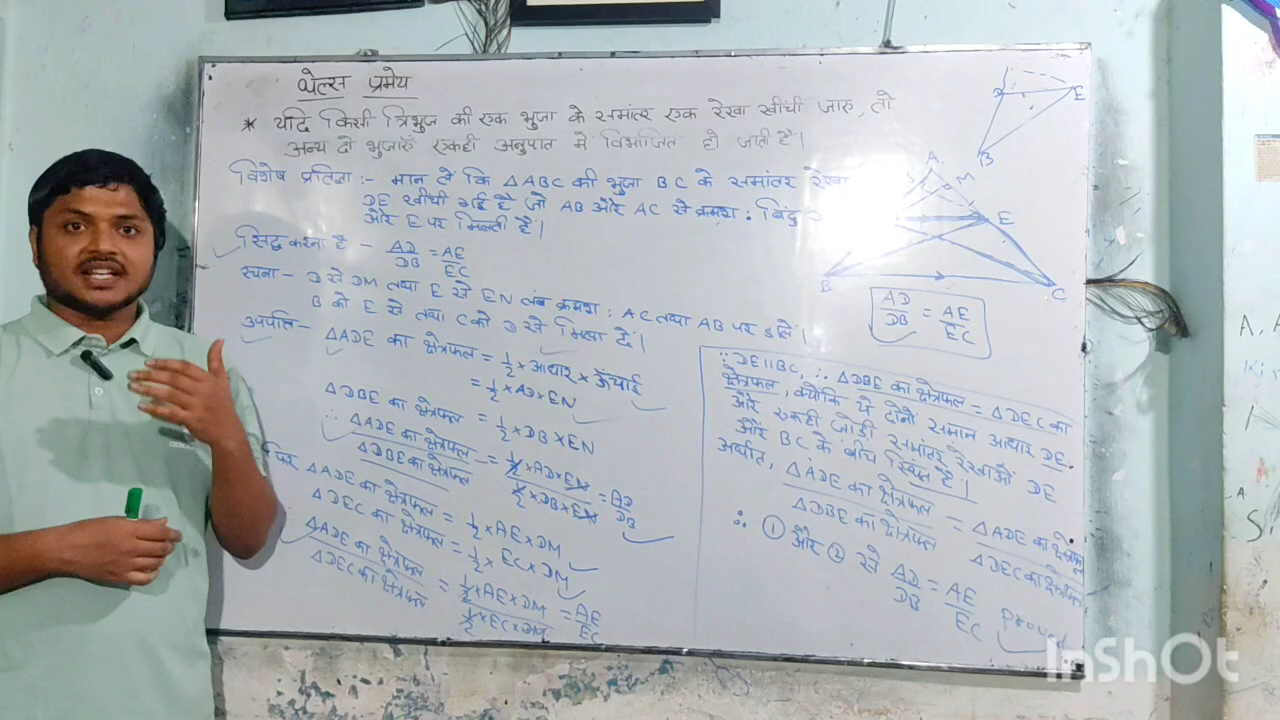 थेल्स प्रमेय
* यदि किसी त्रिभुज की एक भुजा के समांतर एक रेखा खींची जाए, तो
अन्य दो भुजाएँ एकही अनुपात में विभाजित हो जाती है।
विशेष प्रतिज्ञा :- मान ले कि △ABC की भुजा BC के समांतर रेखा
DE खींची गई है जो AB और AC से क्रमश: बिंदु
और E पर मिलती है।
सिद्ध करना है - AD/DB = AE/EC
रचना - D से DM तथा E से EN लंब क्रमश: AC तथा AB पर डाले।
B को E से तथा C को D से मिला दें।
उपपत्ति - △ADE का क्षेत्रफल = 1/2 × आधार × ऊँचाई
= 1/2 × AD × EN
△DBE का क्षेत्रफल = 1/2 × DB × EN
∴ △ADE का क्षेत्रफल / △DBE का क्षेत्रफल = 1/2 × AD × EN / 1/2 × DB × EN = AD/DB
फिर △ADE का क्षेत्रफल = 1/2 × AE × DM
△DEC का क्षेत्रफल = 1/2 × EC × DM
△ADE का क्षेत्रफल / △DEC का क्षेत्रफल = 1/2 × AE × DM / 1/2 × EC × DM = AE/EC
D E
B
A
M
E
B C
AD/DB = AE/EC
∵ DE||BC, ∴ △DBE का क्षेत्रफल = △DEC का
क्षेत्रफल, क्योंकि ये दोनों समान आधार DE
और एकही जोड़ी समांतर रेखाओं DE
और BC के बीच स्थित है।
अर्थात, △ADE का क्षेत्रफल / △DBE का क्षेत्रफल = △ADE का क्षेत्रफल / △DEC का क्षेत्रफल
∴ ① और ② से AD/DB = AE/EC
Proved
InShOt